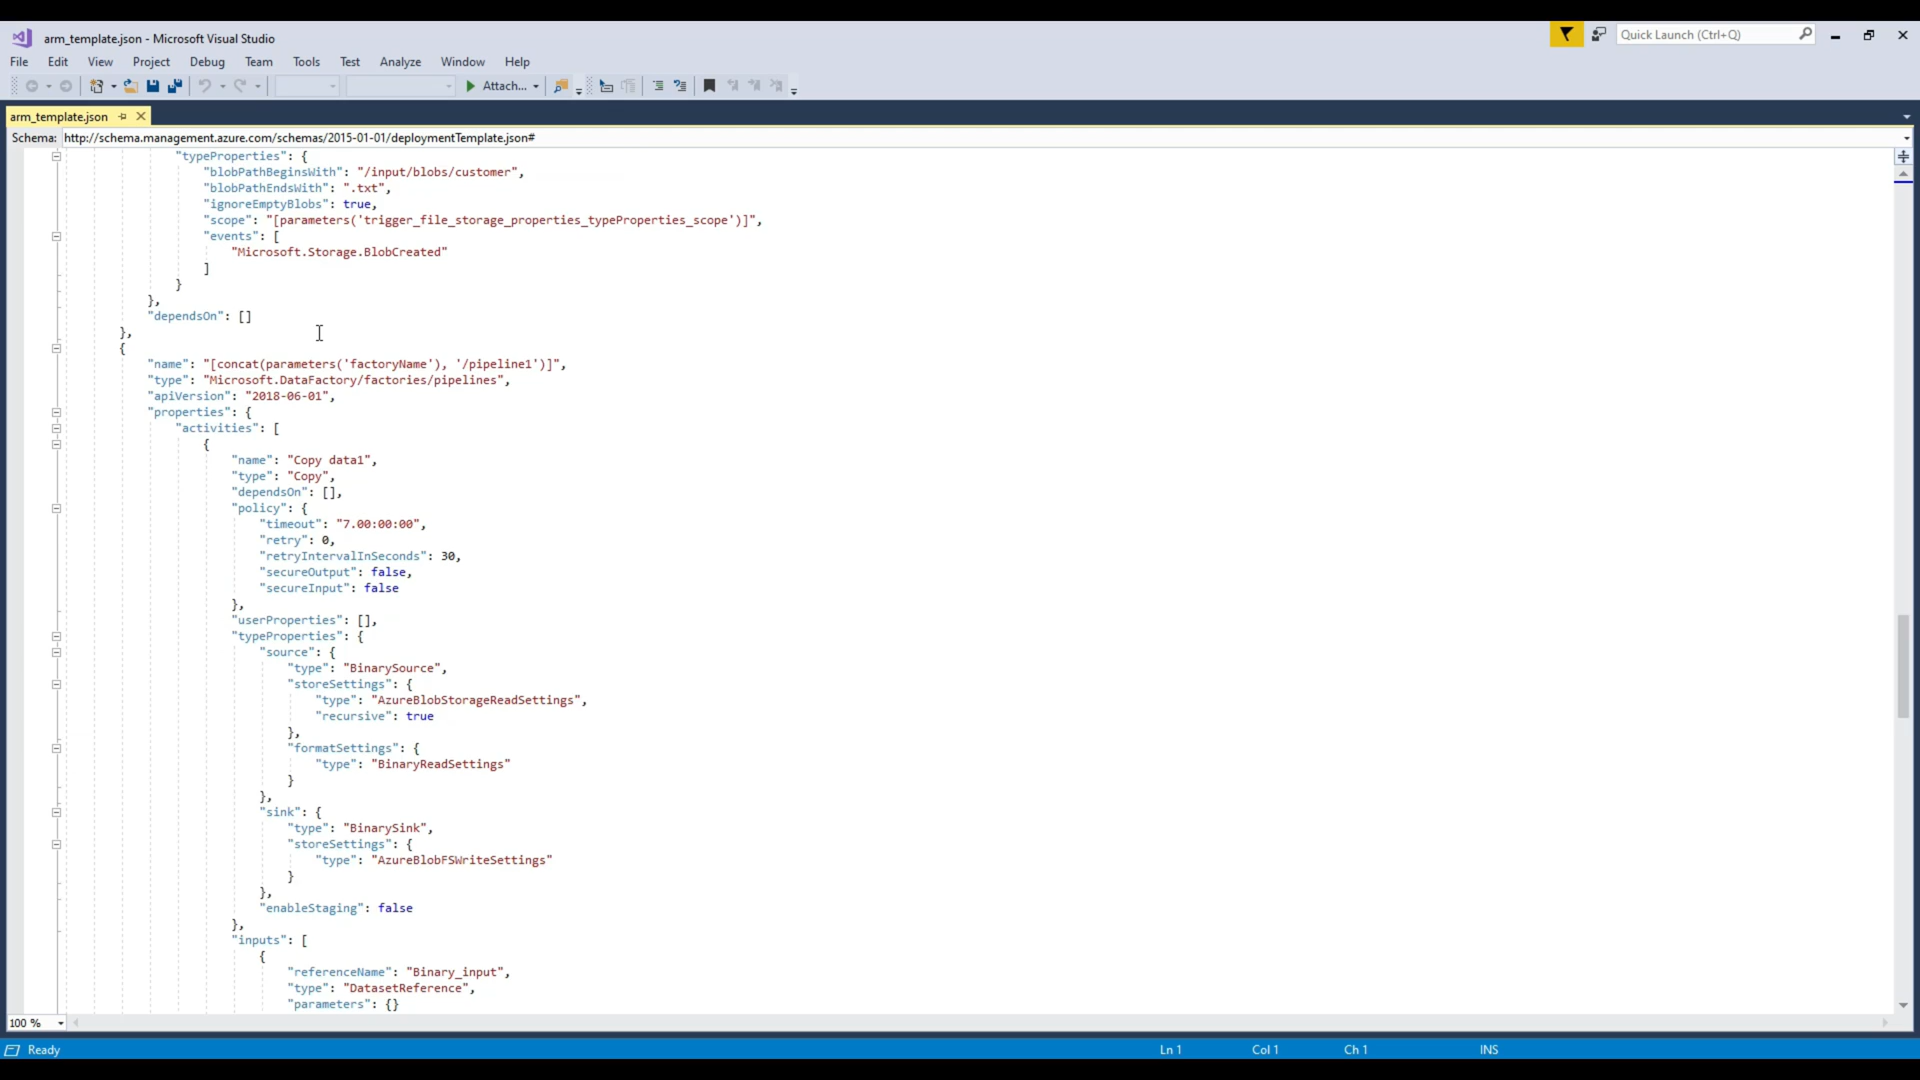 arm_template.json - Microsoft Visual Studio
Quick Launch (Ctrl+Q)
File Edit View Project Debug Team Tools Test Analyze Window Help
Attach...
arm_template.json
Schema: http://schema.management.azure.com/schemas/2015-01-01/deploymentTemplate.json#
"typeProperties": {
"blobPathBeginsWith": "/input/blobs/customer",
"blobPathEndsWith": ".txt",
"ignoreEmptyBlobs": true,
"scope": "[parameters('trigger_file_storage_properties_typeProperties_scope')]",
"events": [
"Microsoft.Storage.BlobCreated"
]
}
},
"dependsOn": []
},
{
"name": "[concat(parameters('factoryName'), '/pipeline1')]",
"type": "Microsoft.DataFactory/factories/pipelines",
"apiVersion": "2018-06-01",
"properties": {
"activities": [
{
"name": "Copy data1",
"type": "Copy",
"dependsOn": [],
"policy": {
"timeout": "7.00:00:00",
"retry": 0,
"retryIntervalInSeconds": 30,
"secureOutput": false,
"secureInput": false
},
"userProperties": [],
"typeProperties": {
"source": {
"type": "BinarySource",
"storeSettings": {
"type": "AzureBlobStorageReadSettings",
"recursive": true
},
"formatSettings": {
"type": "BinaryReadSettings"
}
},
"sink": {
"type": "BinarySink",
"storeSettings": {
"type": "AzureBlobFSWriteSettings"
}
},
"enableStaging": false
},
"inputs": [
{
"referenceName": "Binary_input",
"type": "DatasetReference",
"parameters": {}
100 %
Ready Ln 1 Col 1 Ch 1 INS